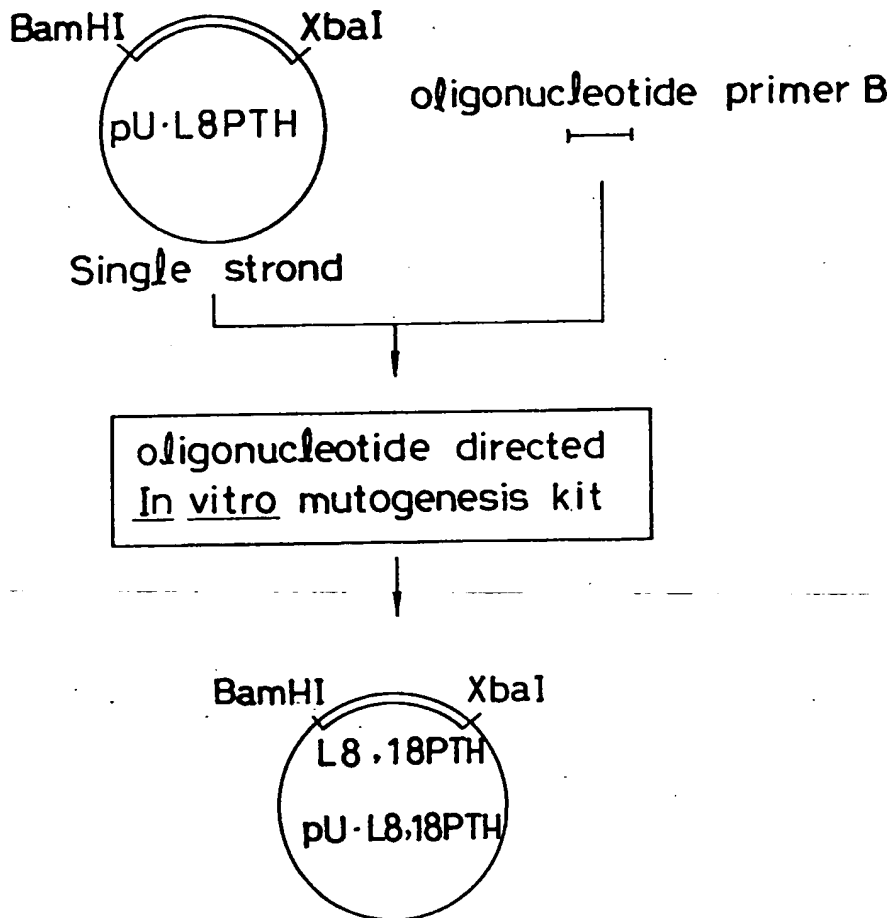 BamHI XbaI
pU·L8PTH
oligonucleotide primer B
Single strond
oligonucleotide directed
In vitro mutogenesis kit
BamHI XbaI
L8,18PTH
pU·L8,18PTH